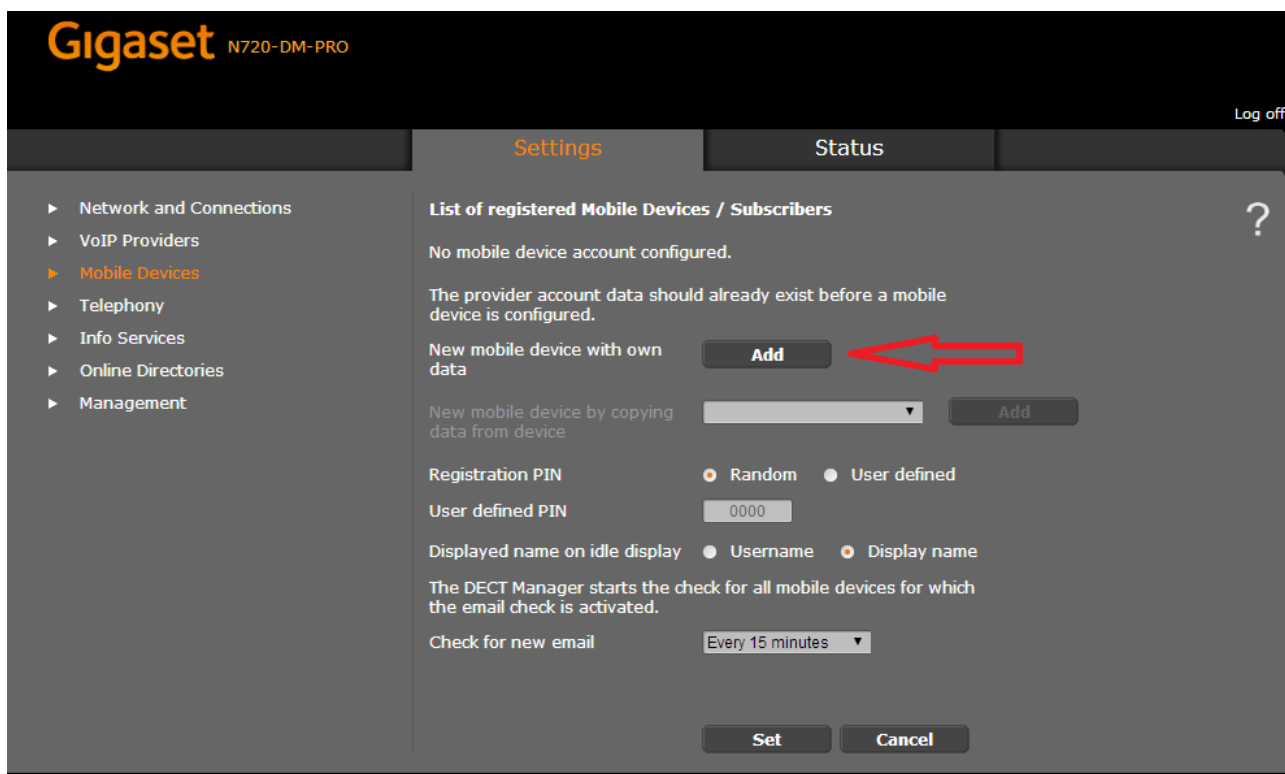 Gigaset N720-DM-PRO
Log off
Settings
Status
Network and Connections
VoIP Providers
Mobile Devices
Telephony
Info Services
Online Directories
Management
List of registered Mobile Devices / Subscribers
?
No mobile device account configured.
The provider account data should already exist before a mobile
device is configured.
New mobile device with own
data
Add
New mobile device by copying
data from device
Add
Registration PIN
Random
User defined
User defined PIN
0000
Displayed name on idle display
Username
Display name
The DECT Manager starts the check for all mobile devices for which
the email check is activated.
Check for new email
Every 15 minutes
Set
Cancel